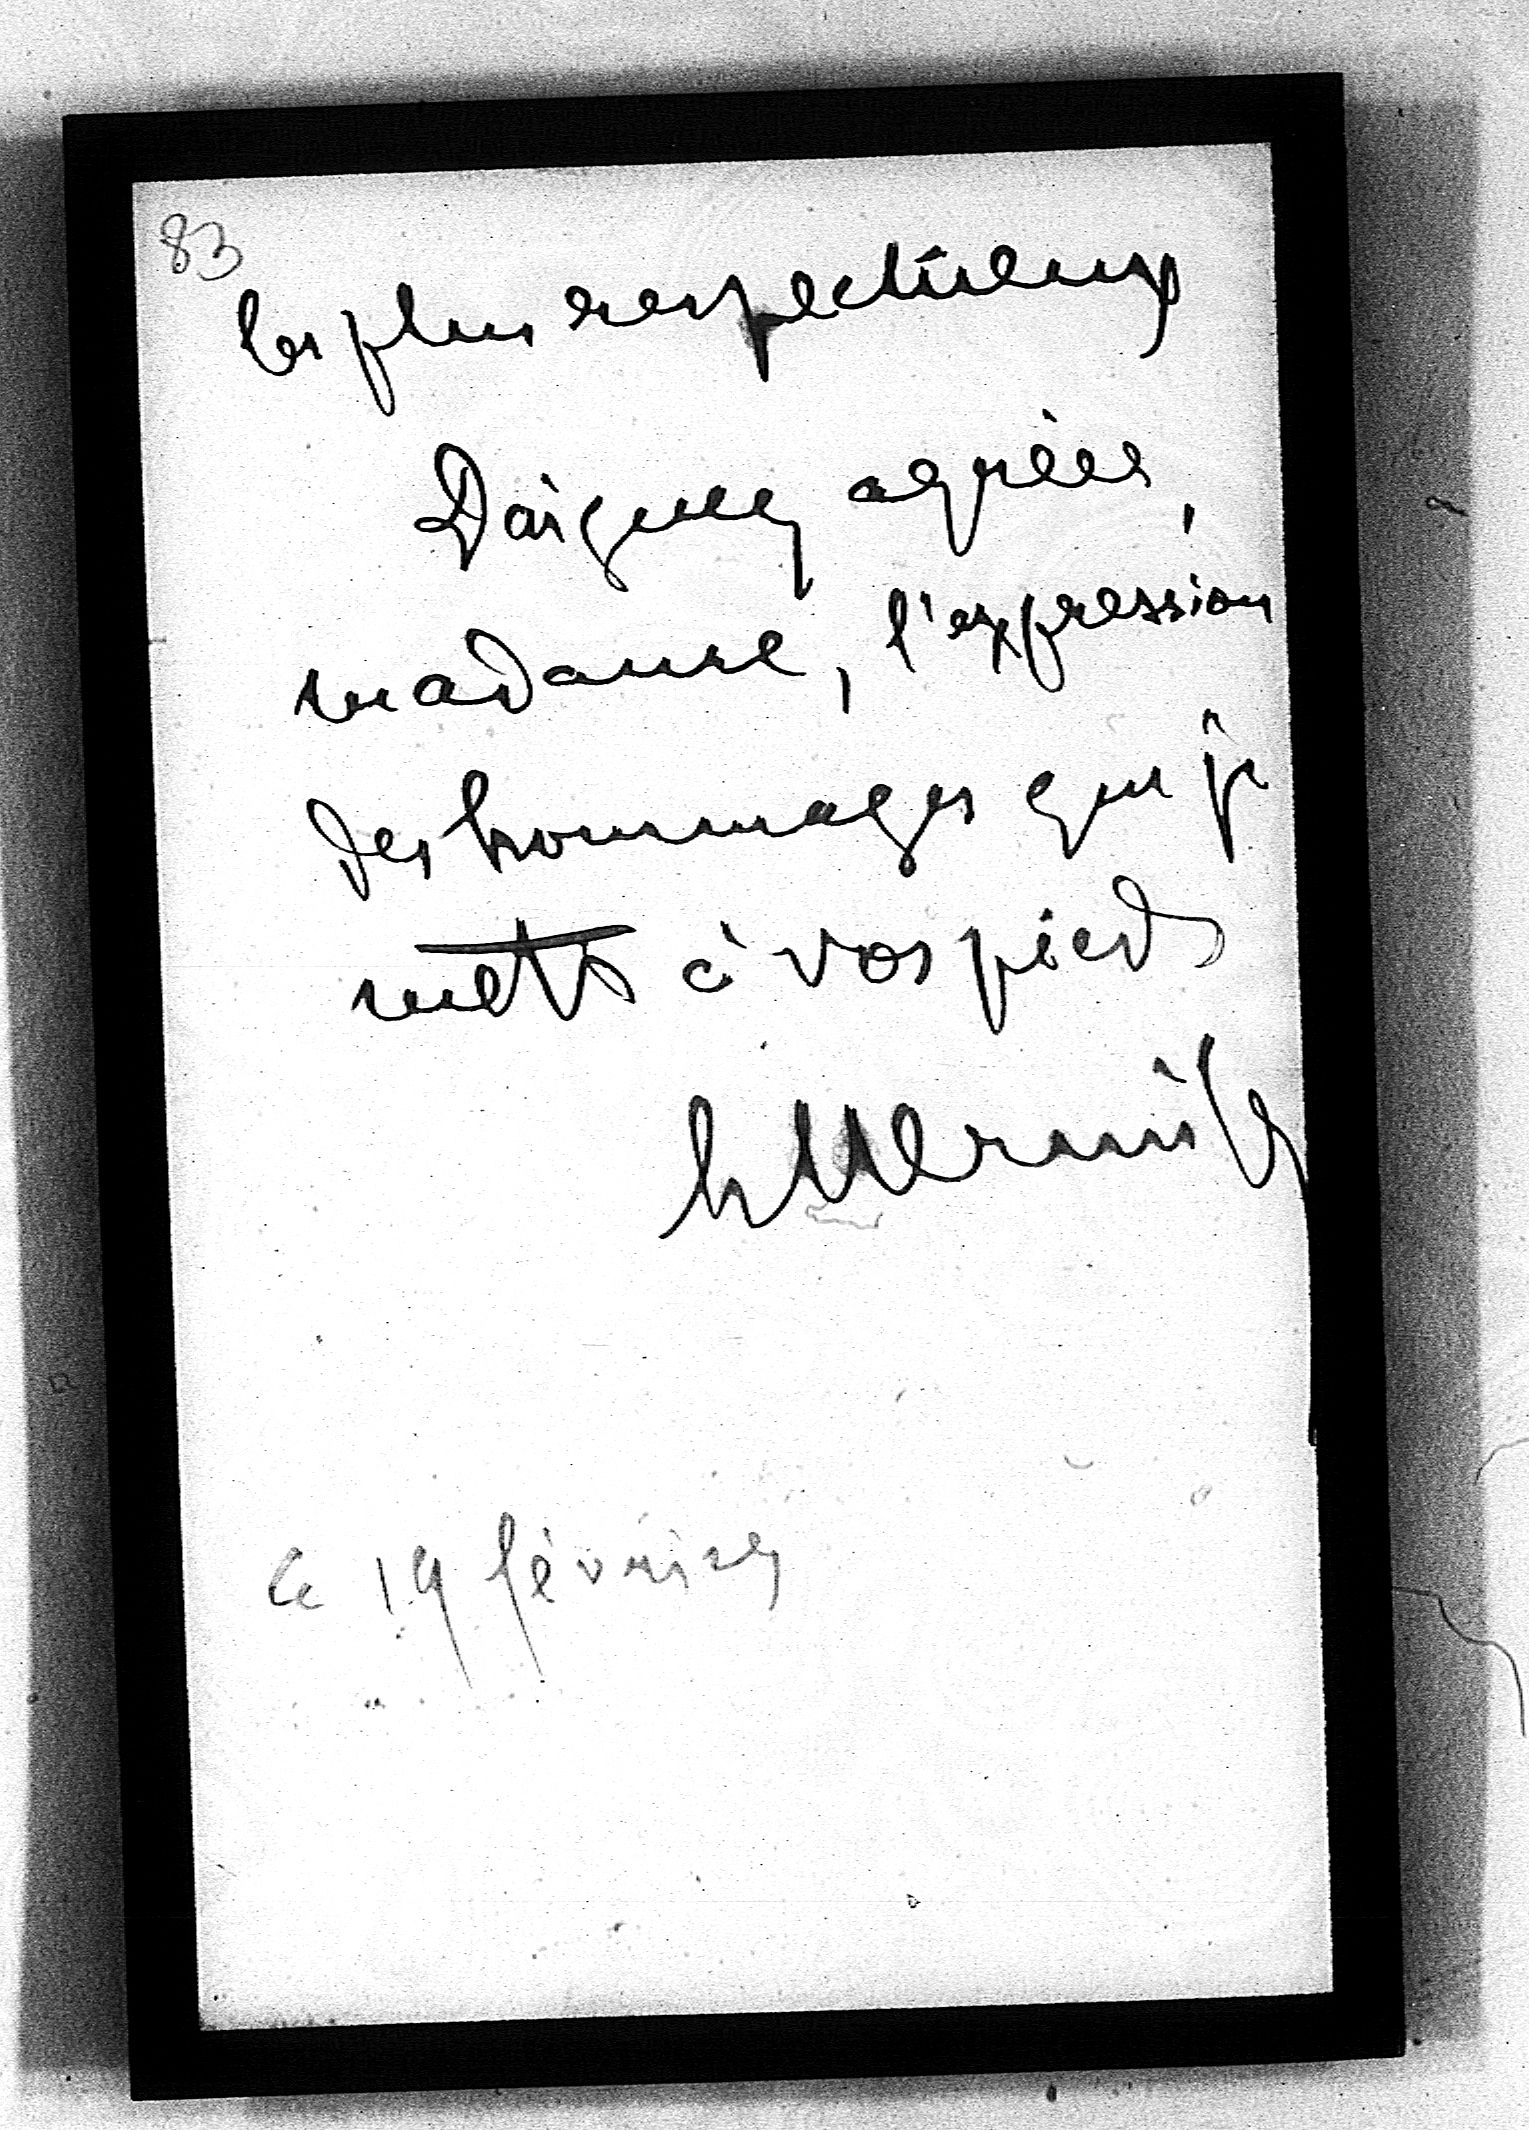 83
les plus respectueux
Daignez agréer,
madame, l'expression
des hommages que je
mets à vos pieds
le 19 février